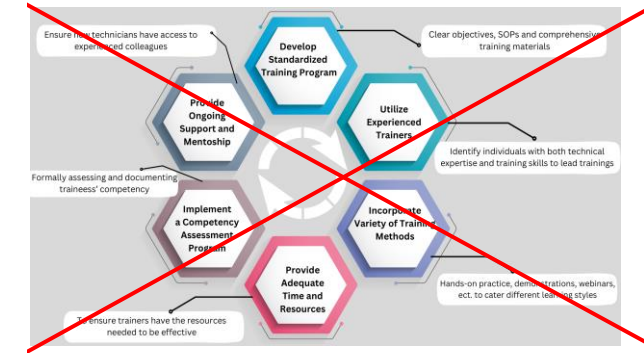 Ensure new technicians have access to
experienced colleagues
Develop
Standardized
Training Program
Clear objectives, SOPs and comprehensive
training materials
Utilize
Experienced
Trainers
Identify individuals with both technical
expertise and training skills to lead trainings
Incorporate
Variety of Training
Methods
Hands-on practice, demonstrations, webinars,
ect. to cater different learning styles
Provide
Adequate
Time and
Resources
To ensure trainers have the resources
needed to be effective
Implement
a Competency
Assessment
Program
Formally assessing and documenting
traineess' competency
Provide
Ongoing
Support and
Mentoship